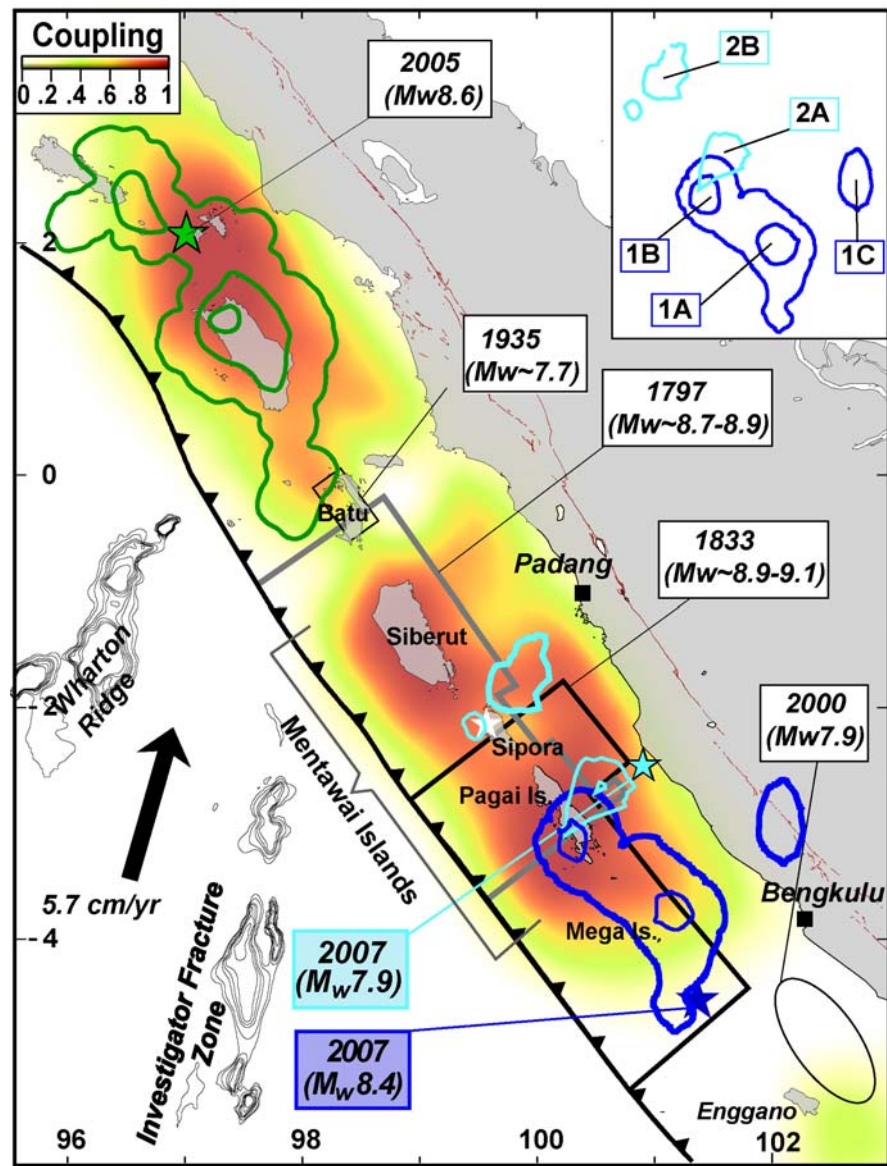 Coupling
0 .2 .4 .6 .8 1
2005
(Mw8.6)
2B
2A
1B
1C
1A
2
1935
(Mw~7.7)
1797
(Mw~8.7-8.9)
0
Batu
1833
(Mw~8.9-9.1)
Padang
Siberut
Wharton
Ridge
- 2
Sipora
2000
(Mw7.9)
Pagai Is.
Mentawai Islands
5.7 cm/yr
Bengkulu
- 4
Mega Is.,
2007
(Mw7.9)
Investigator Fracture
Zone
2007
(Mw8.4)
Enggano
96 98 100 102